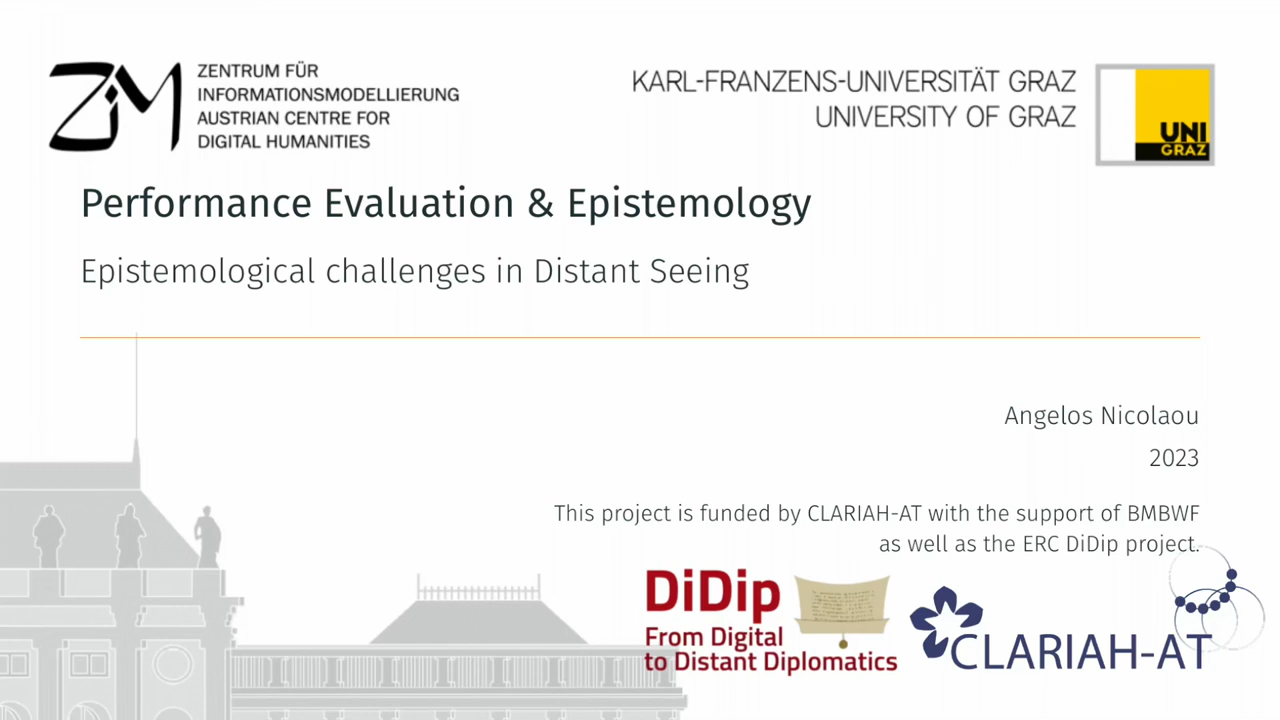 ZiM
ZENTRUM FÜR
INFORMATIONSMODELLIERUNG
AUSTRIAN CENTRE FOR
DIGITAL HUMANITIES
KARL-FRANZENS-UNIVERSITÄT GRAZ
UNIVERSITY OF GRAZ
UNI
GRAZ
Performance Evaluation & Epistemology
Epistemological challenges in Distant Seeing
Angelos Nicolaou
2023
This project is funded by CLARIAH-AT with the support of BMBWF
as well as the ERC DiDip project.
DiDip
From Digital
to Distant Diplomatics
CLARIAH-AT